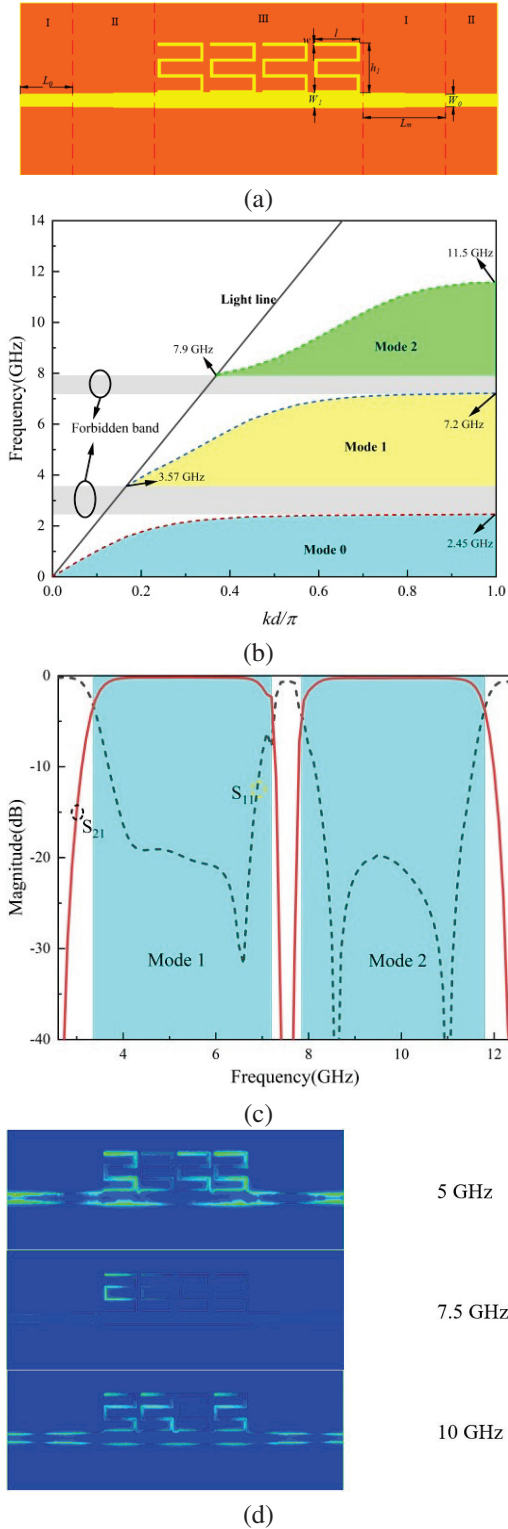 I II III I II
L₀ w l h₁ W₁ Lₘ W₀
(a)
14
12
10
8
6
4
2
0
Frequency(GHz)
11.5 GHz
Light line
Mode 2
7.9 GHz
Forbidden band
7.2 GHz
Mode 1
3.57 GHz
2.45 GHz
Mode 0
0.0 0.2 0.4 0.6 0.8 1.0
kd/π
(b)
0
-10
-20
-30
-40
Magnitude(dB)
S₁₁
S₂₁
Mode 1 Mode 2
4 6 8 10 12
Frequency(GHz)
(c)
5 GHz
7.5 GHz
10 GHz
(d)